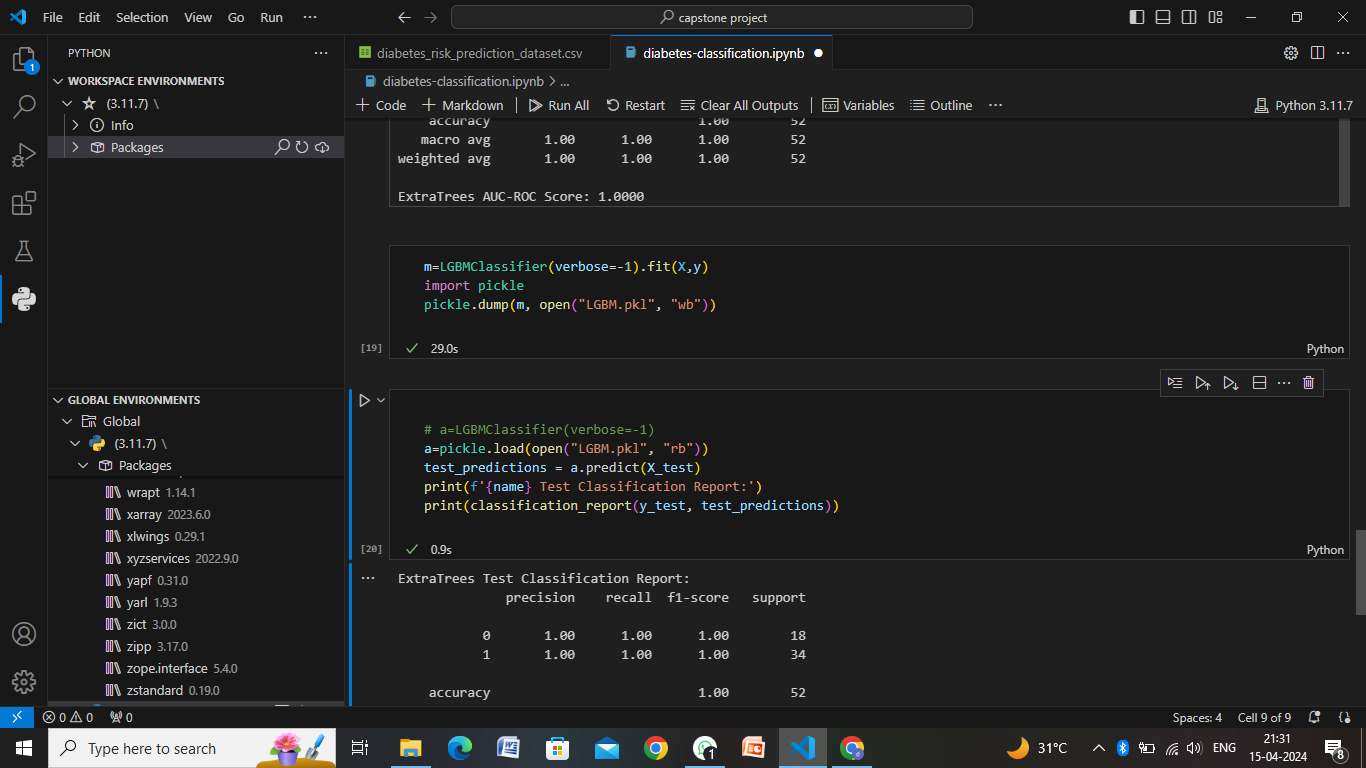 File Edit Selection View Go Run ···
capstone project
PYTHON ···
WORKSPACE ENVIRONMENTS
(3.11.7) \
Info
Packages
GLOBAL ENVIRONMENTS
Global
(3.11.7) \
Packages
wrapt 1.14.1
xarray 2023.6.0
xlwings 0.29.1
xyzservices 2022.9.0
yapf 0.31.0
yarl 1.9.3
zict 3.0.0
zipp 3.17.0
zope.interface 5.4.0
zstandard 0.19.0
1
diabetes_risk_prediction_dataset.csv
diabetes-classification.ipynb
diabetes-classification.ipynb > ...
+ Code + Markdown Run All Restart Clear All Outputs Variables Outline ··· Python 3.11.7
accuracy 1.00 52
macro avg 1.00 1.00 1.00 52
weighted avg 1.00 1.00 1.00 52
ExtraTrees AUC-ROC Score: 1.0000
m=LGBMClassifier(verbose=-1).fit(X,y)
import pickle
pickle.dump(m, open("LGBM.pkl", "wb"))
[19] 29.0s Python
# a=LGBMClassifier(verbose=-1)
a=pickle.load(open("LGBM.pkl", "rb"))
test_predictions = a.predict(X_test)
print(f'{name} Test Classification Report:')
print(classification_report(y_test, test_predictions))
[20] 0.9s Python
ExtraTrees Test Classification Report:
precision recall f1-score support
0 1.00 1.00 1.00 18
1 1.00 1.00 1.00 34
accuracy 1.00 52
0 0 0 Spaces: 4 Cell 9 of 9
Type here to search
1
31°C
ENG
21:31
15-04-2024
8